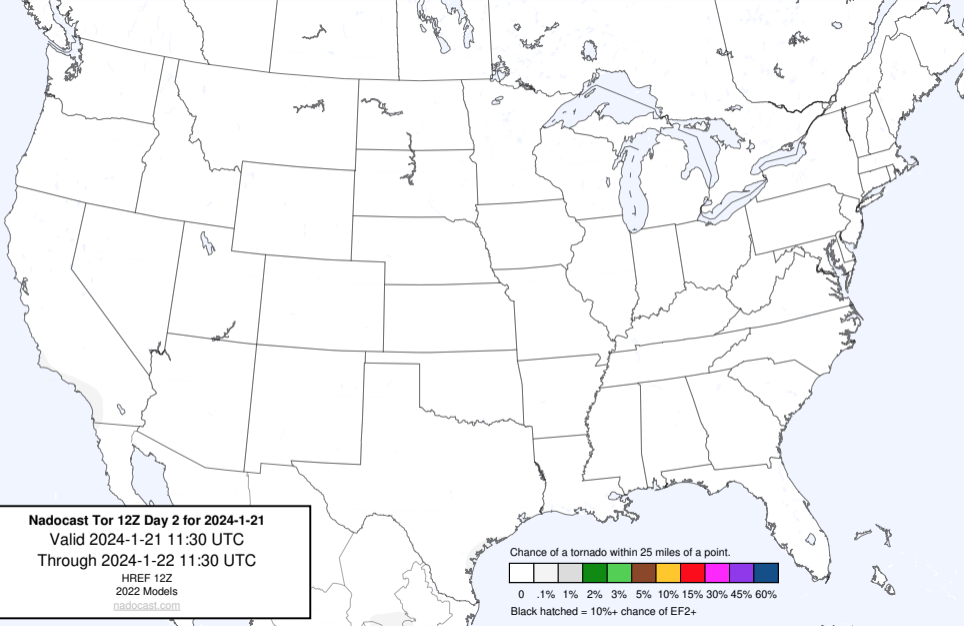 Nadocast Tor 12Z Day 2 for 2024-1-21
Valid 2024-1-21 11:30 UTC
Through 2024-1-22 11:30 UTC
HREF 12Z
2022 Models
nadocast.com
Chance of a tornado within 25 miles of a point.
0 .1% 1% 2% 3% 5% 10% 15% 30% 45% 60%
Black hatched = 10%+ chance of EF2+